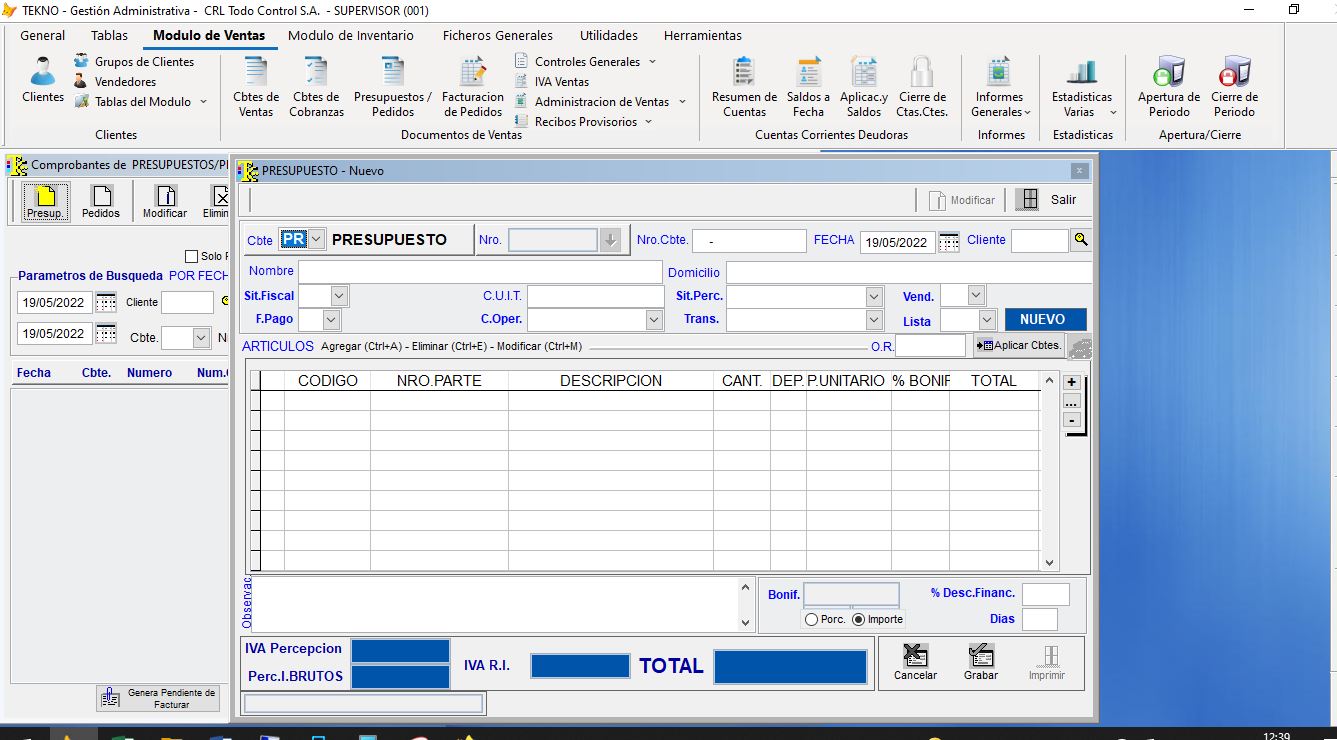 TEKNO - Gestión Administrativa - CRL Todo Control S.A. - SUPERVISOR (001)
General Tablas Modulo de Ventas Modulo de Inventario Ficheros Generales Utilidades Herramientas
Clientes
Grupos de Clientes
Vendedores
Tablas del Modulo
Clientes
Cbtes de Ventas
Cbtes de Cobranzas
Presupuestos / Pedidos
Facturacion de Pedidos
Controles Generales
IVA Ventas
Administracion de Ventas
Recibos Provisorios
Documentos de Ventas
Resumen de Cuentas
Saldos a Fecha
Aplicac.y Saldos
Cierre de Ctas.Ctes.
Cuentas Corrientes Deudoras
Informes Generales
Informes
Estadisticas Varias
Estadisticas
Apertura de Periodo
Cierre de Periodo
Apertura/Cierre
Comprobantes de PRESUPUESTOS/PI
Presup. Pedidos Modificar Elimin
Solo
Parametros de Busqueda POR FECH
19/05/2022 Cliente
19/05/2022 Cbte. N
Fecha Cbte. Numero Num.
Genera Pendiente de
Facturar
PRESUPUESTO - Nuevo
Modificar Salir
Cbte PR PRESUPUESTO Nro. Nro.Cbte. - FECHA 19/05/2022 Cliente
Nombre Domicilio
Sit.Fiscal C.U.I.T. Sit.Perc. Vend.
F.Pago C.Oper. Trans. Lista NUEVO
ARTICULOS Agregar (Ctrl+A) - Eliminar (Ctrl+E) - Modificar (Ctrl+M) O.R. Aplicar Cbtes.
CODIGO NRO.PARTE DESCRIPCION CANT. DEP. P.UNITARIO % BONIF TOTAL
+
...
-
Observac
Bonif. % Desc.Financ.
Porc. Importe Dias
IVA Percepcion
Perc.I.BRUTOS
IVA R.I. TOTAL
Cancelar Grabar Imprimir
12:39